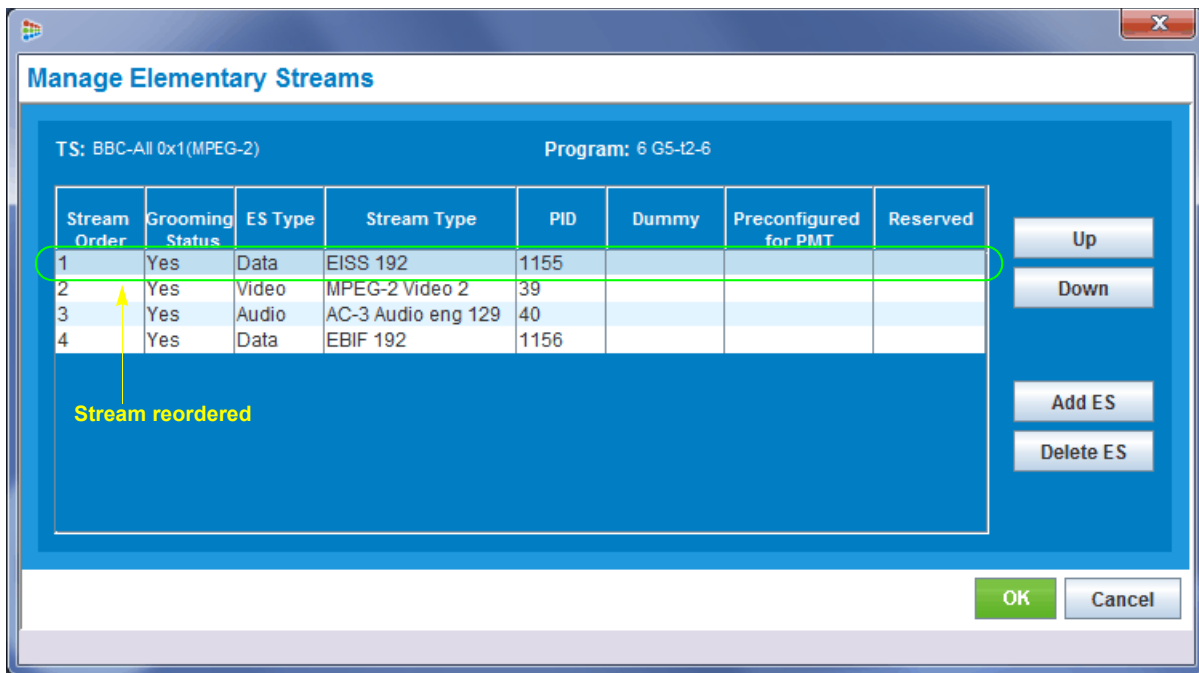 X
Manage Elementary Streams
TS: BBC-All 0x1(MPEG-2) Program: 6 G5-t2-6
Stream Order Grooming Status ES Type Stream Type PID Dummy Preconfigured for PMT Reserved
1 Yes Data EISS 192 1155
2 Yes Video MPEG-2 Video 2 39
3 Yes Audio AC-3 Audio eng 129 40
4 Yes Data EBIF 192 1156
Stream reordered
Up
Down
Add ES
Delete ES
OK Cancel